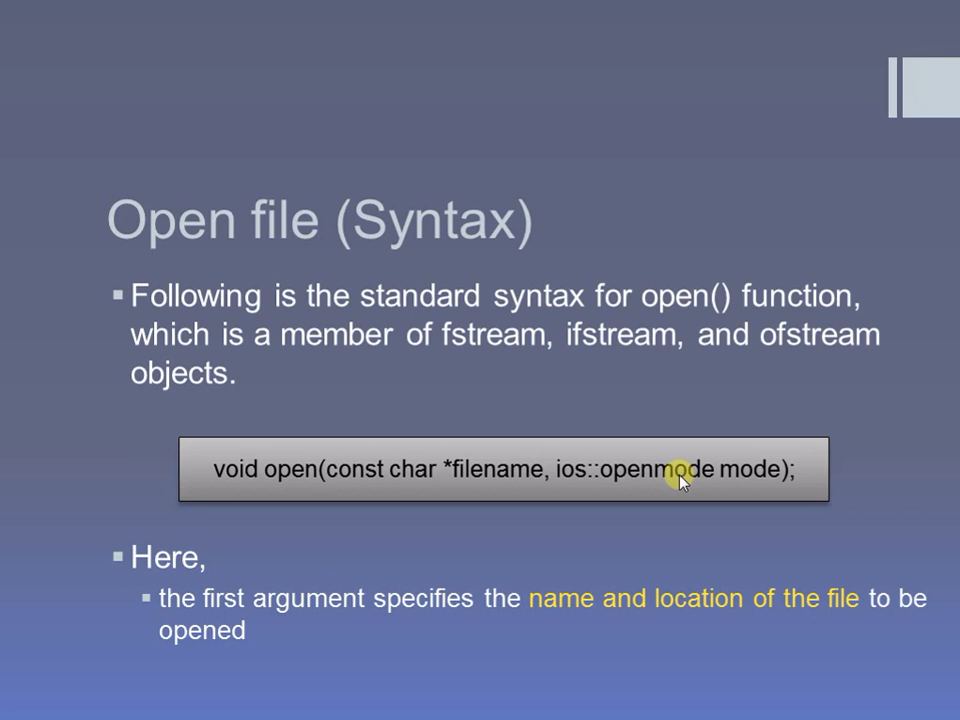 Open file (Syntax)
Following is the standard syntax for open() function,
which is a member of fstream, ifstream, and ofstream
objects.
void open(const char *filename, ios::openmode mode);
Here,
the first argument specifies the name and location of the file to be
opened